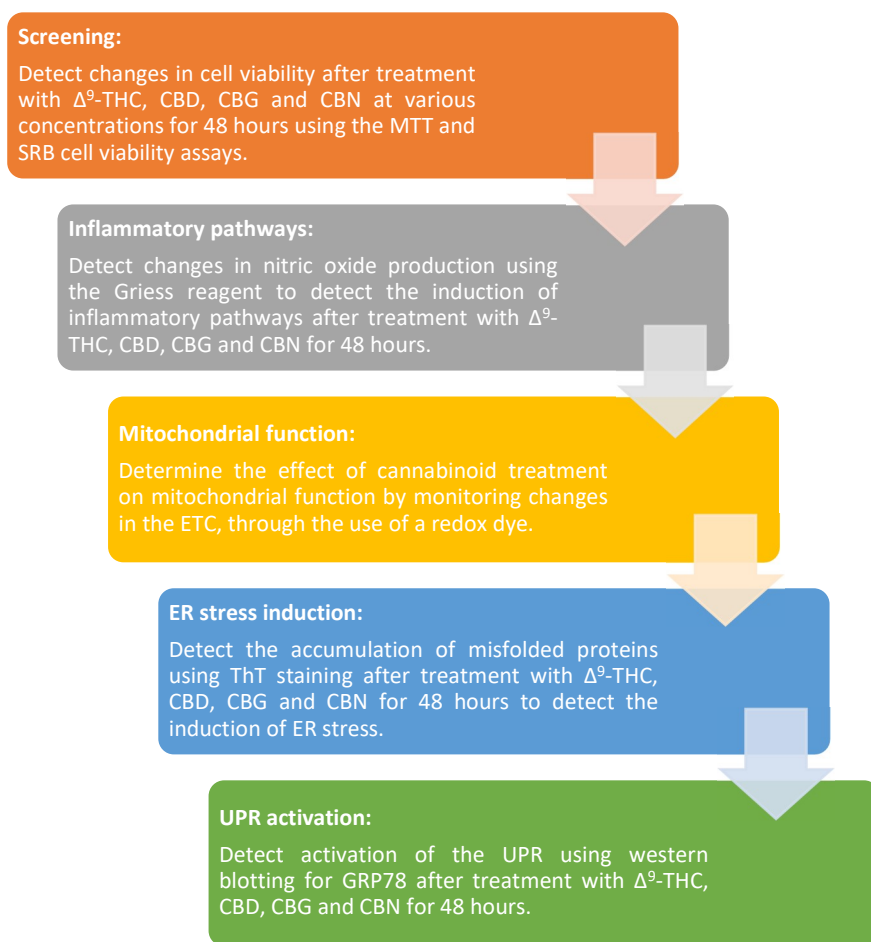 Screening:
Detect changes in cell viability after treatment
with Δ⁹-THC, CBD, CBG and CBN at various
concentrations for 48 hours using the MTT and
SRB cell viability assays.
Inflammatory pathways:
Detect changes in nitric oxide production using
the Griess reagent to detect the induction of
inflammatory pathways after treatment with Δ⁹-
THC, CBD, CBG and CBN for 48 hours.
Mitochondrial function:
Determine the effect of cannabinoid treatment
on mitochondrial function by monitoring changes
in the ETC, through the use of a redox dye.
ER stress induction:
Detect the accumulation of misfolded proteins
using ThT staining after treatment with Δ⁹-THC,
CBD, CBG and CBN for 48 hours to detect the
induction of ER stress.
UPR activation:
Detect activation of the UPR using western
blotting for GRP78 after treatment with Δ⁹-THC,
CBD, CBG and CBN for 48 hours.